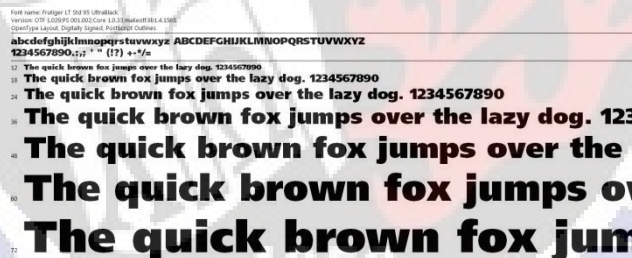 Font name: Frutiger LT Std 95 UltraBlack
Version: OTF 1.029;PS 001.002;Core 1.0.33;makeotf.lib1.4.1585
OpenType Layout, Digitally Signed, PostScript Outlines
abcdefghijklmnopqrstuvwxyz ABCDEFGHIJKLMNOPQRSTUVWXYZ
1234567890.:,; ' " (!?) +-*/=
12 The quick brown fox jumps over the lazy dog. 1234567890
18 The quick brown fox jumps over the lazy dog. 1234567890
24 The quick brown fox jumps over the lazy dog. 1234567890
36 The quick brown fox jumps over the lazy dog. 123
48 The quick brown fox jumps over the
60 The quick brown fox jumps ov
72 The quick brown fox jum